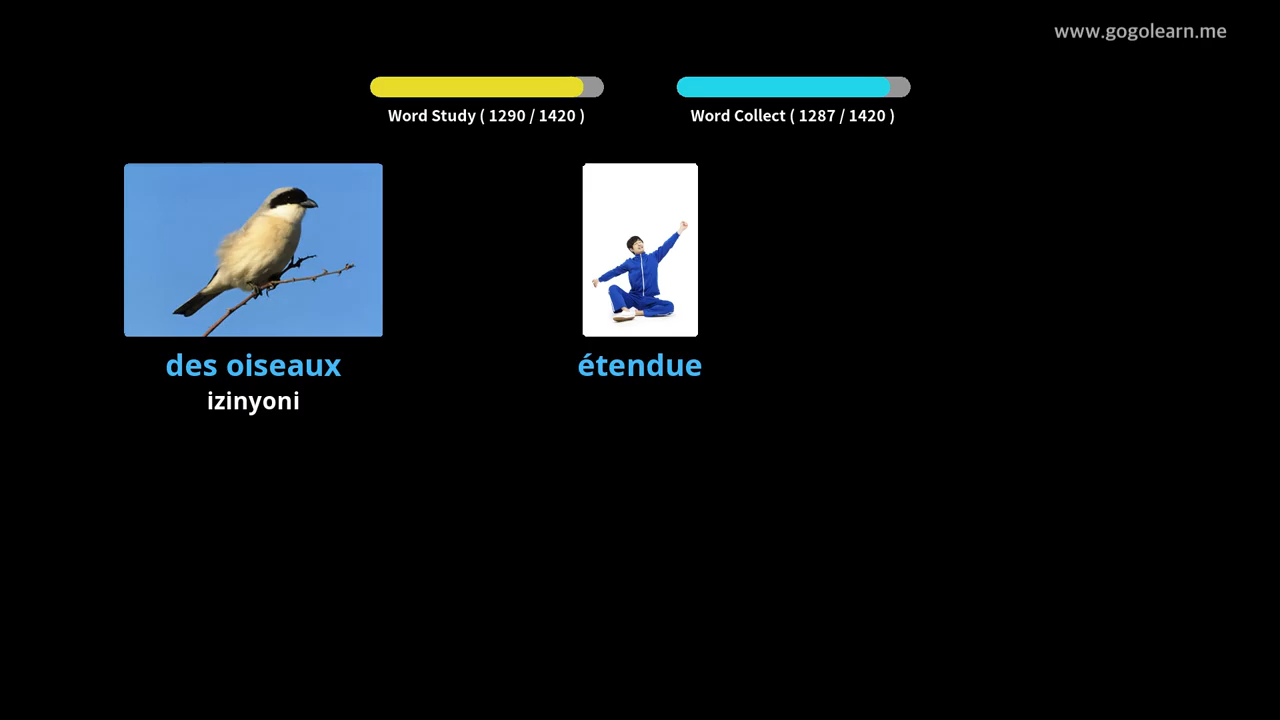 www.gogolearn.me
Word Study ( 1290 / 1420 )
Word Collect ( 1287 / 1420 )
des oiseaux
izinyoni
étendue